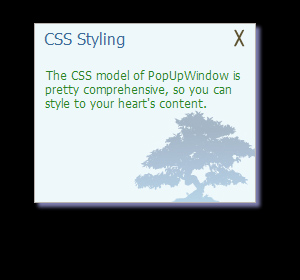 CSS Styling
X
The CSS model of PopUpWindow is
pretty comprehensive, so you can
style to your heart's content.